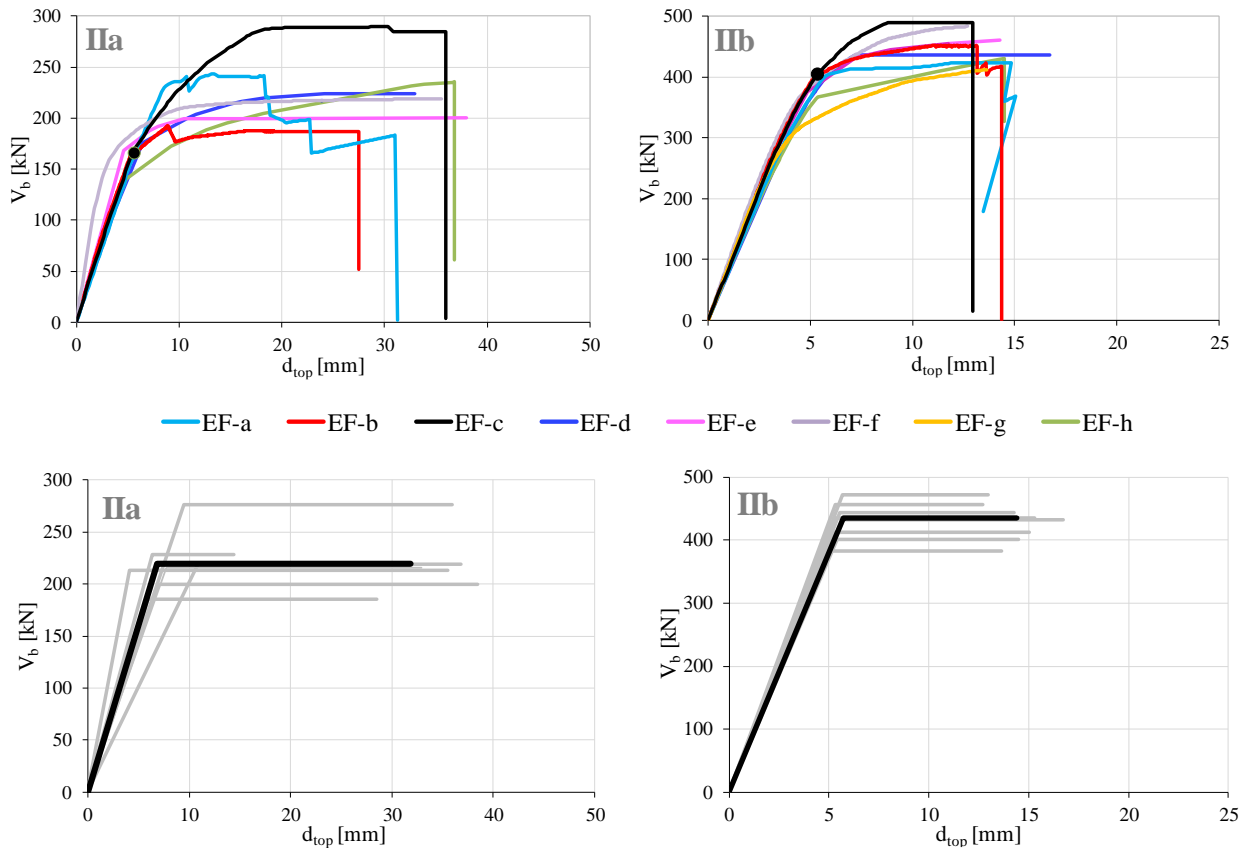 IIa
V_b [kN]
300
250
200
150
100
50
0
0 10 20 30 40 50
d_top [mm]
IIb
V_b [kN]
500
400
300
200
100
0
0 5 10 15 20 25
d_top [mm]
EF-a EF-b EF-c EF-d EF-e EF-f EF-g EF-h
IIa
V_b [kN]
300
250
200
150
100
50
0
0 10 20 30 40 50
d_top [mm]
IIb
V_b [kN]
500
400
300
200
100
0
0 5 10 15 20 25
d_top [mm]